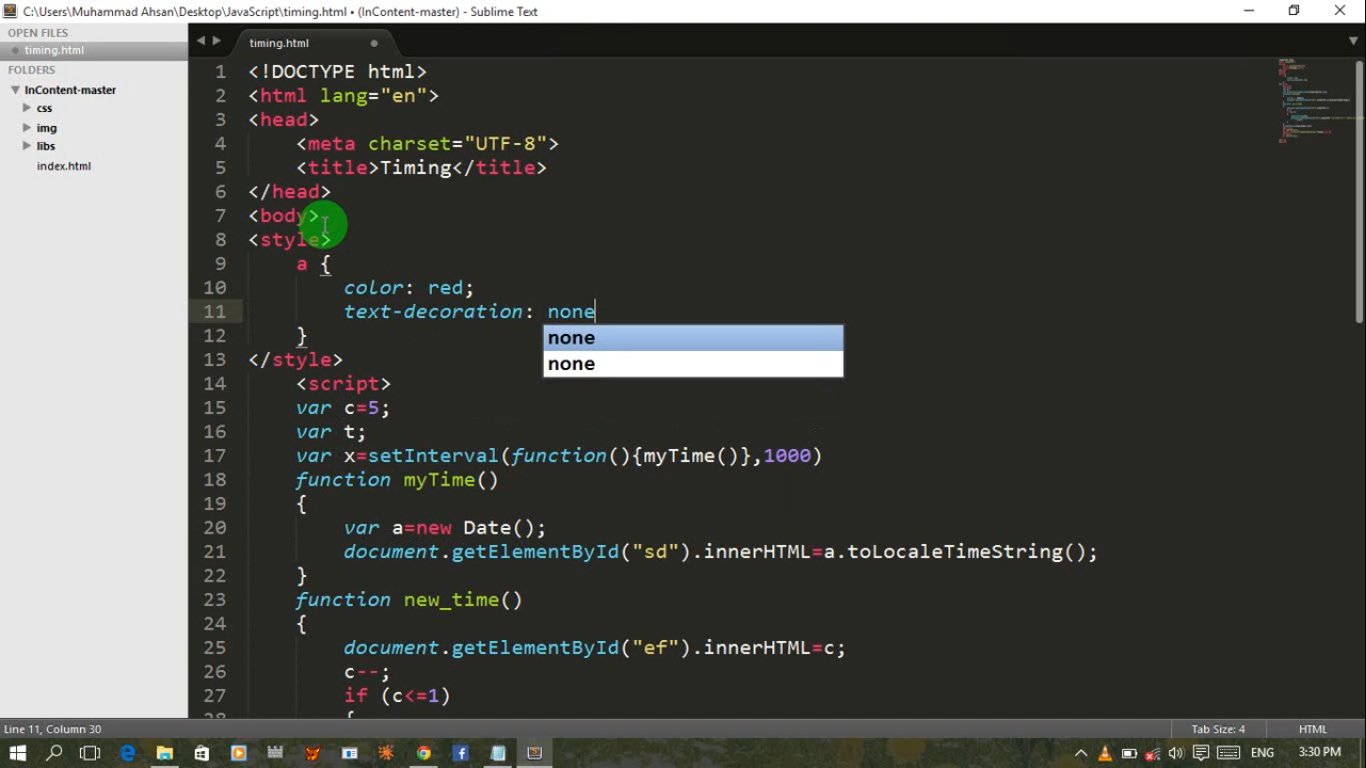 C:\Users\Muhammad Ahsan\Desktop\JavaScript\timing.html • (InContent-master) - Sublime Text
OPEN FILES
timing.html
FOLDERS
InContent-master
css
img
libs
index.html
timing.html
1 <!DOCTYPE html>
2 <html lang="en">
3 <head>
4 <meta charset="UTF-8">
5 <title>Timing</title>
6 </head>
7 <body>
8 <style>
9 a {
10 color: red;
11 text-decoration: none
none
none
12 }
13 </style>
14 <script>
15 var c=5;
16 var t;
17 var x=setInterval(function(){myTime()},1000)
18 function myTime()
19 {
20 var a=new Date();
21 document.getElementById("sd").innerHTML=a.toLocaleTimeString();
22 }
23 function new_time()
24 {
25 document.getElementById("ef").innerHTML=c;
26 c--;
27 if (c<=1)
28 {
Line 11, Column 30
Tab Size: 4
HTML
ENG
3:30 PM